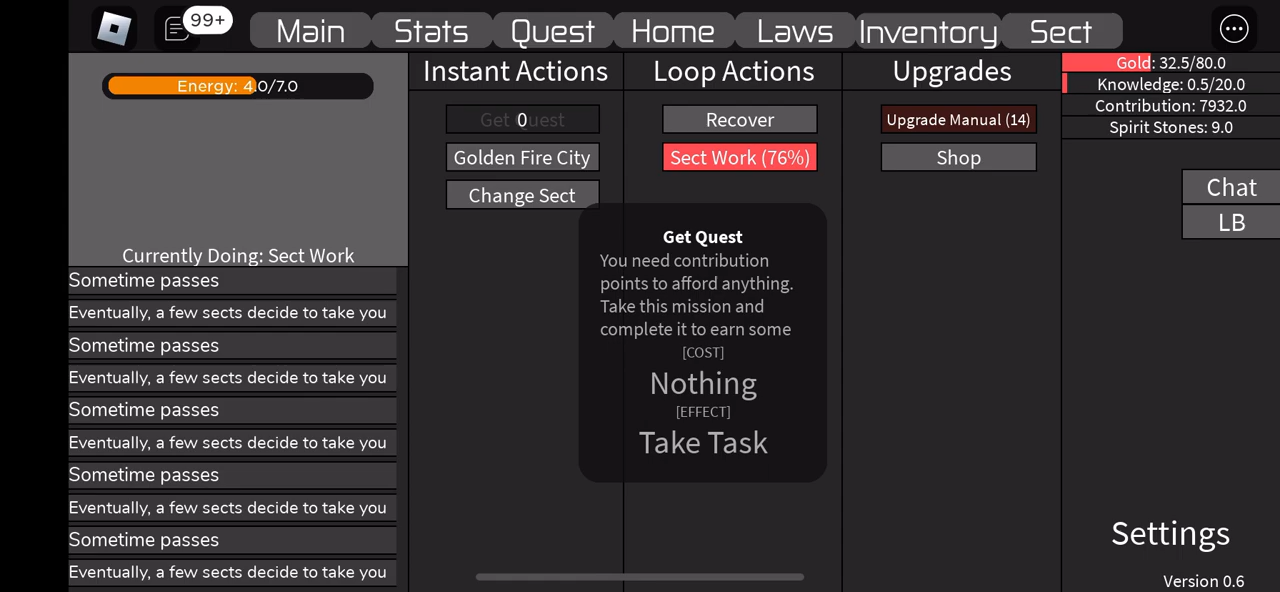 99+
Main
Stats
Quest
Home
Laws
Inventory
Sect
Energy: 4.0/7.0
Currently Doing: Sect Work
Sometime passes
Eventually, a few sects decide to take you
Sometime passes
Eventually, a few sects decide to take you
Sometime passes
Eventually, a few sects decide to take you
Sometime passes
Eventually, a few sects decide to take you
Sometime passes
Eventually, a few sects decide to take you
Instant Actions
Get Quest
0
Golden Fire City
Change Sect
Loop Actions
Recover
Sect Work (76%)
Upgrades
Upgrade Manual (14)
Shop
Get Quest
You need contribution
points to afford anything.
Take this mission and
complete it to earn some
[COST]
Nothing
[EFFECT]
Take Task
Gold: 32.5/80.0
Knowledge: 0.5/20.0
Contribution: 7932.0
Spirit Stones: 9.0
Chat
LB
Settings
Version 0.6